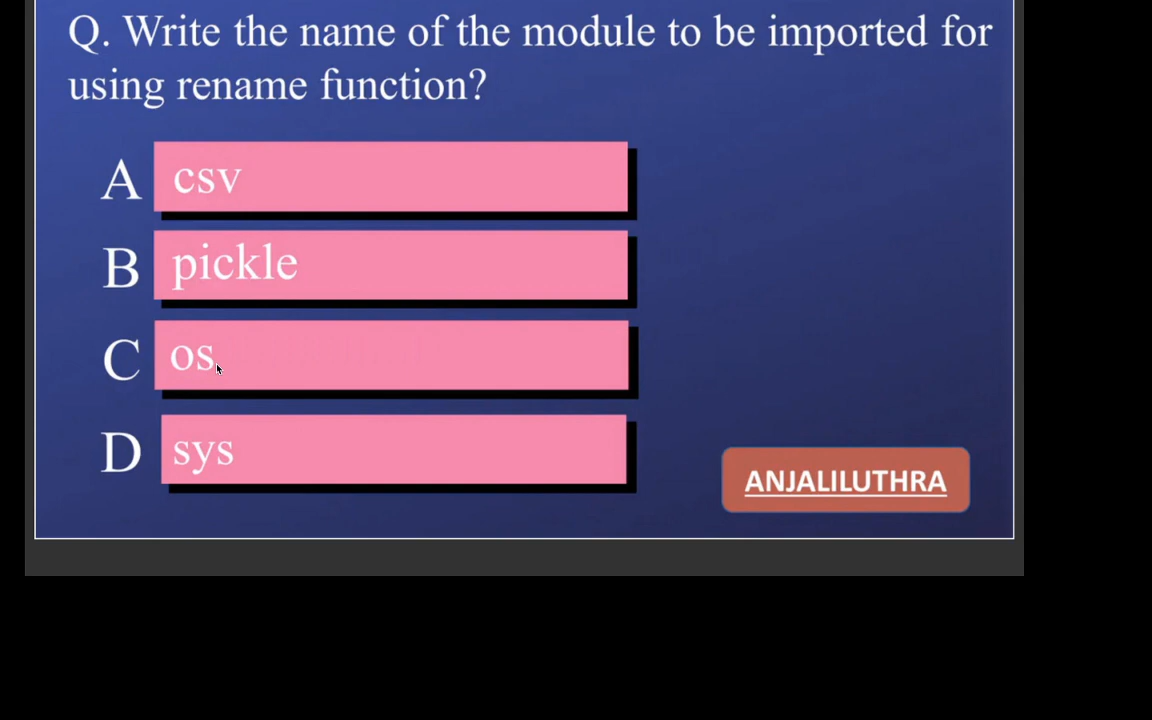 Q. Write the name of the module to be imported for
using rename function?
A csv
B pickle
C os
D sys
ANJALILUTHRA